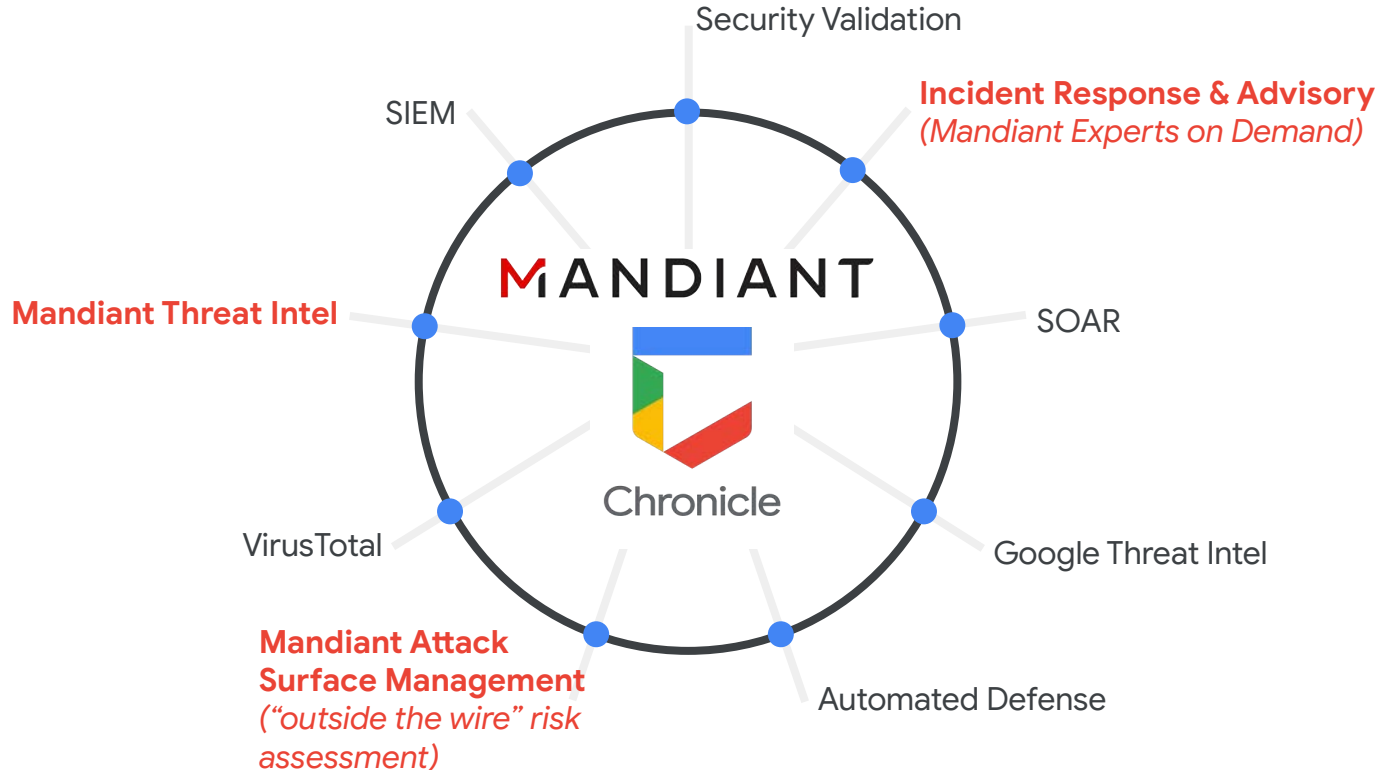 Security Validation
Incident Response & Advisory
(Mandiant Experts on Demand)
SIEM
MANDIANT
Mandiant Threat Intel
SOAR
Chronicle
VirusTotal
Google Threat Intel
Mandiant Attack
Surface Management
(“outside the wire” risk
assessment)
Automated Defense